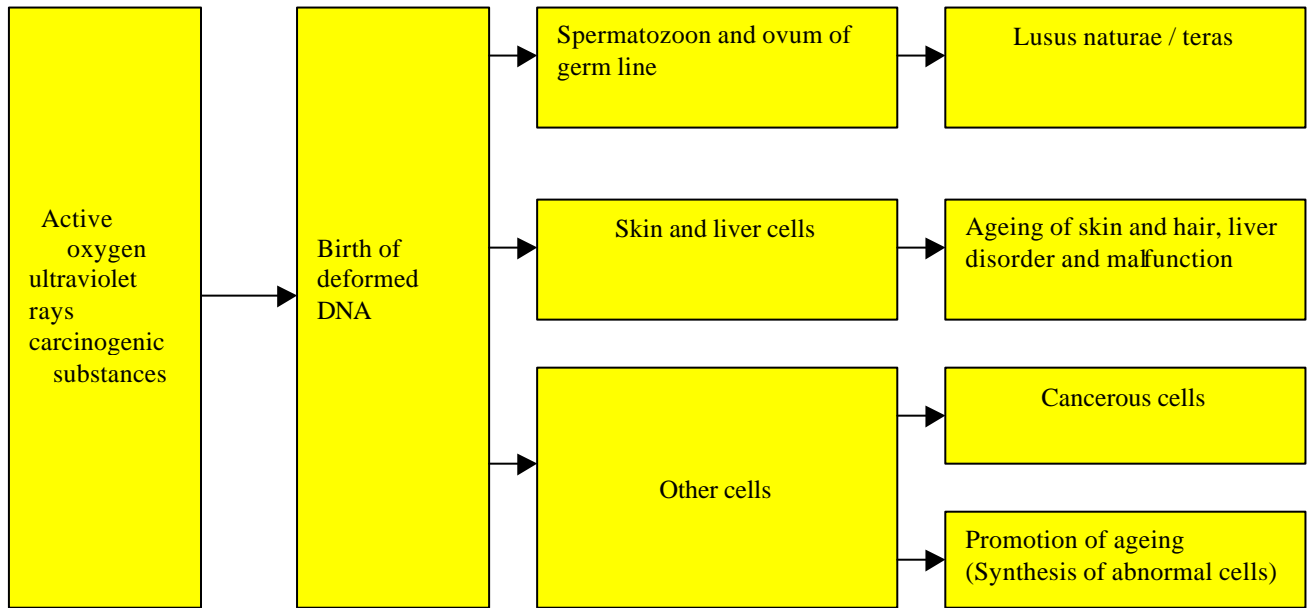 Active
oxygen
ultraviolet
rays
carcinogenic
substances
Birth of
deformed
DNA
Spermatozoon and ovum of
germ line
Lusus naturae / teras
Skin and liver cells
Ageing of skin and hair, liver
disorder and malfunction
Other cells
Cancerous cells
Promotion of ageing
(Synthesis of abnormal cells)